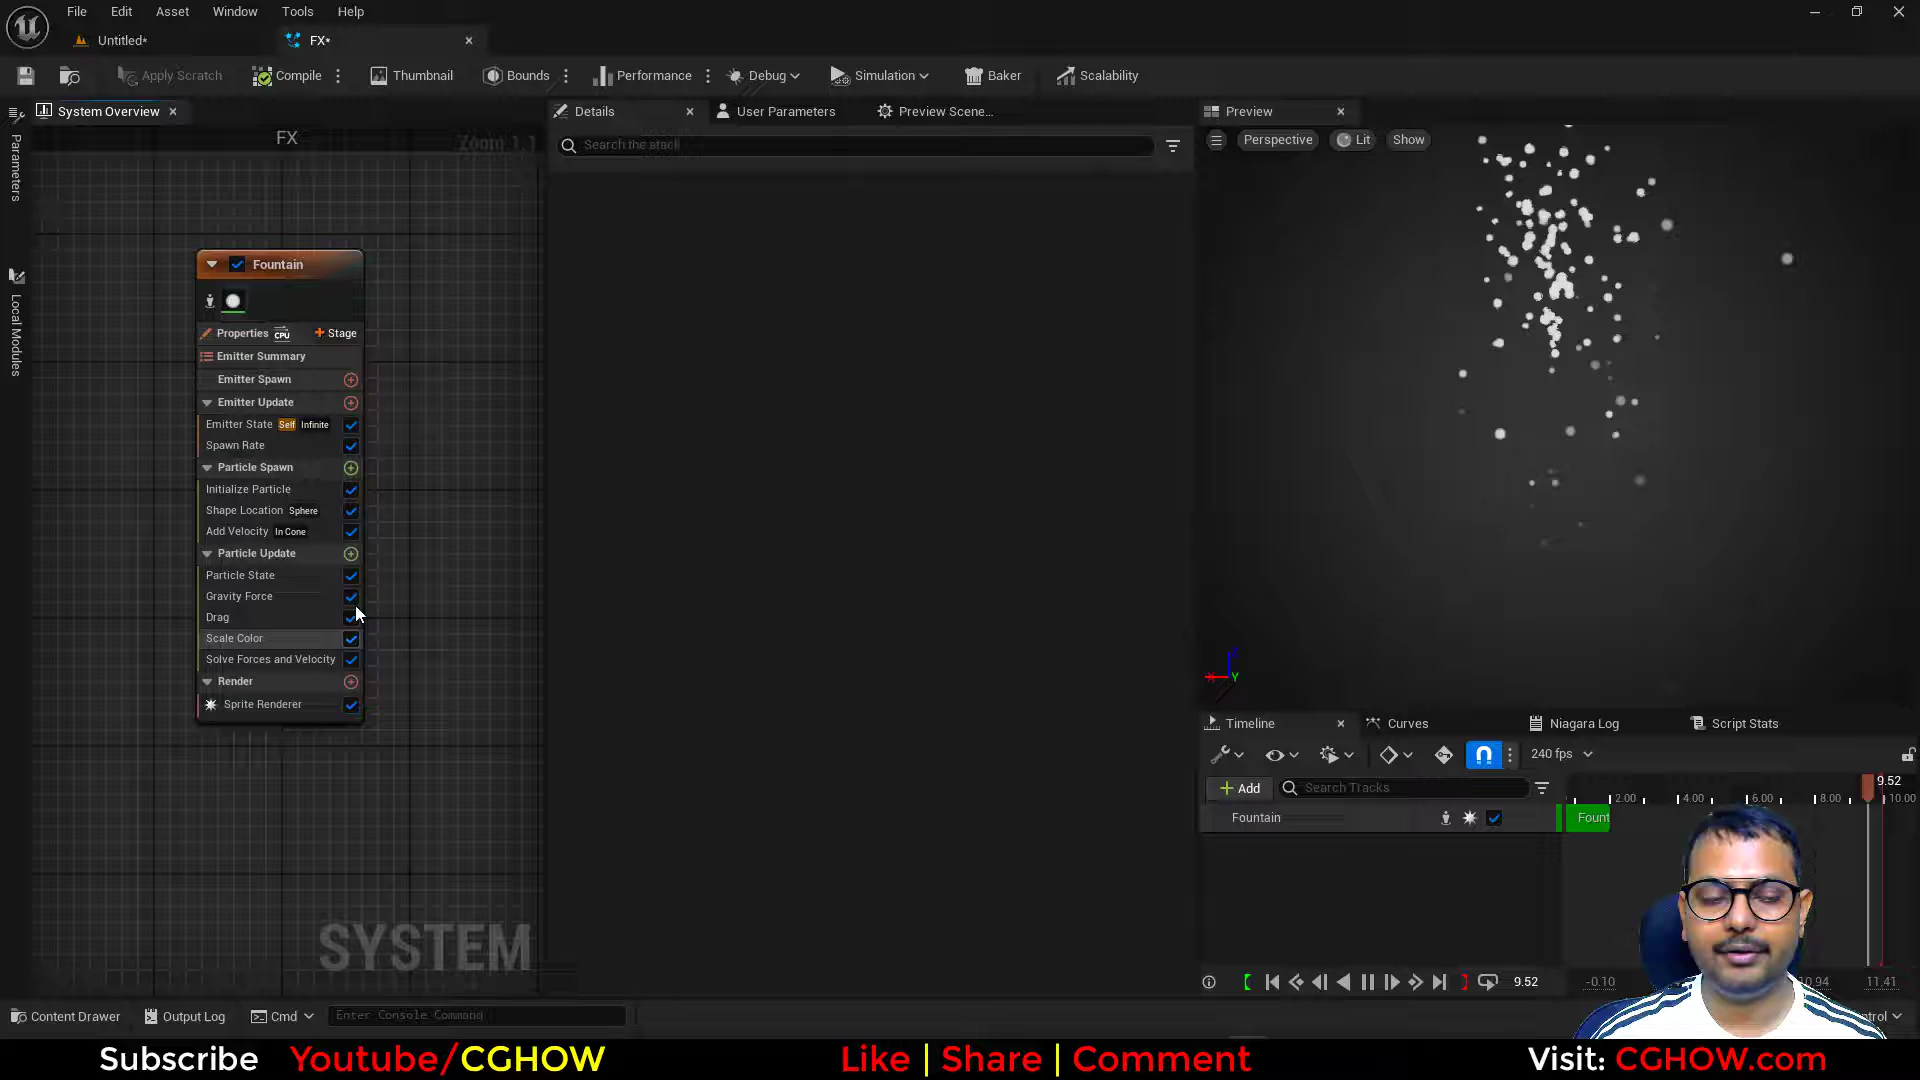 File Edit Asset Window Tools Help
Untitled*
FX*
Apply Scratch
Compile
Thumbnail
Bounds
Performance
Debug
Simulation
Baker
Scalability
Parameters
Local Modules
System Overview
FX
Zoom 1:1
Fountain
Properties CPU + Stage
Emitter Summary
Emitter Spawn
Emitter Update
Emitter State Self Infinite
Spawn Rate
Particle Spawn
Initialize Particle
Shape Location Sphere
Add Velocity In Cone
Particle Update
Particle State
Gravity Force
Drag
Scale Color
Solve Forces and Velocity
Render
Sprite Renderer
SYSTEM
Details
User Parameters
Preview Scene...
Search the stack
Preview
Perspective Lit Show
Z
X
Y
Timeline
Curves
Niagara Log
Script Stats
240 fps
+ Add
Search Tracks
9.52
2.00 4.00 6.00 8.00 10.00
Fountain
Fount
9.52
-0.10
10.94
11.41
Content Drawer
Output Log
Cmd
Enter Console Command
Subscribe Youtube/CGHOW Like | Share | Comment Visit: CGHOW.com